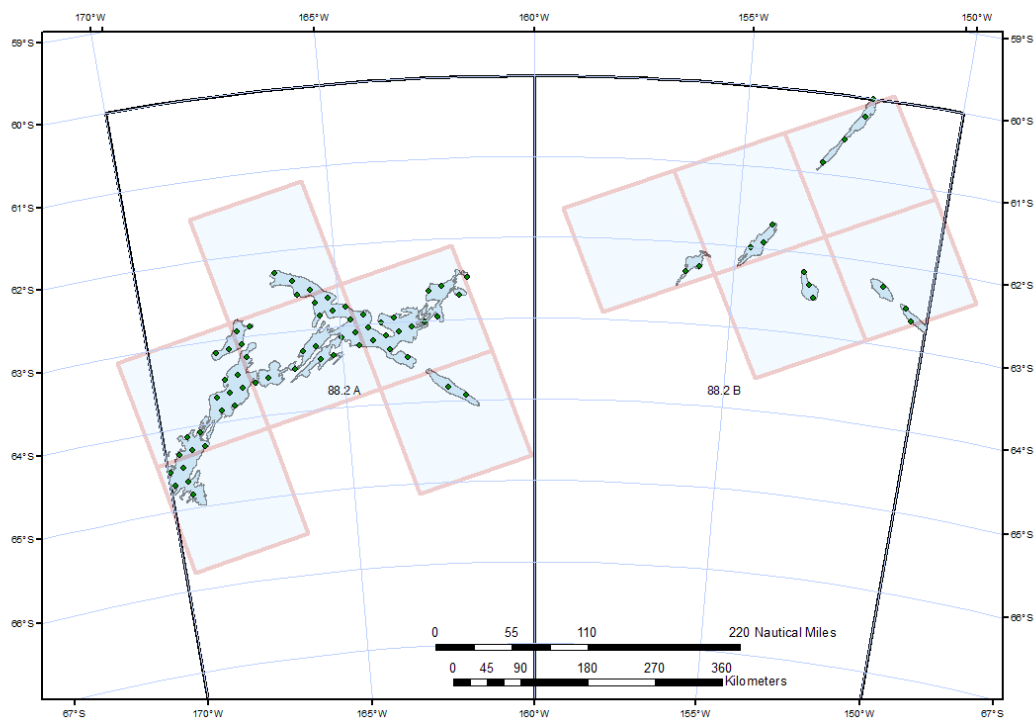 170°W 165°W 160°W 155°W 150°W
59°S 59°S
60°S 60°S
61°S 61°S
62°S 62°S
63°S 63°S
88.2 A 88.2 B
64°S 64°S
65°S 65°S
66°S 66°S
0 55 110 220 Nautical Miles
0 45 90 180 270 360
Kilometers
67°S 170°W 165°W 160°W 155°W 150°W 67°S